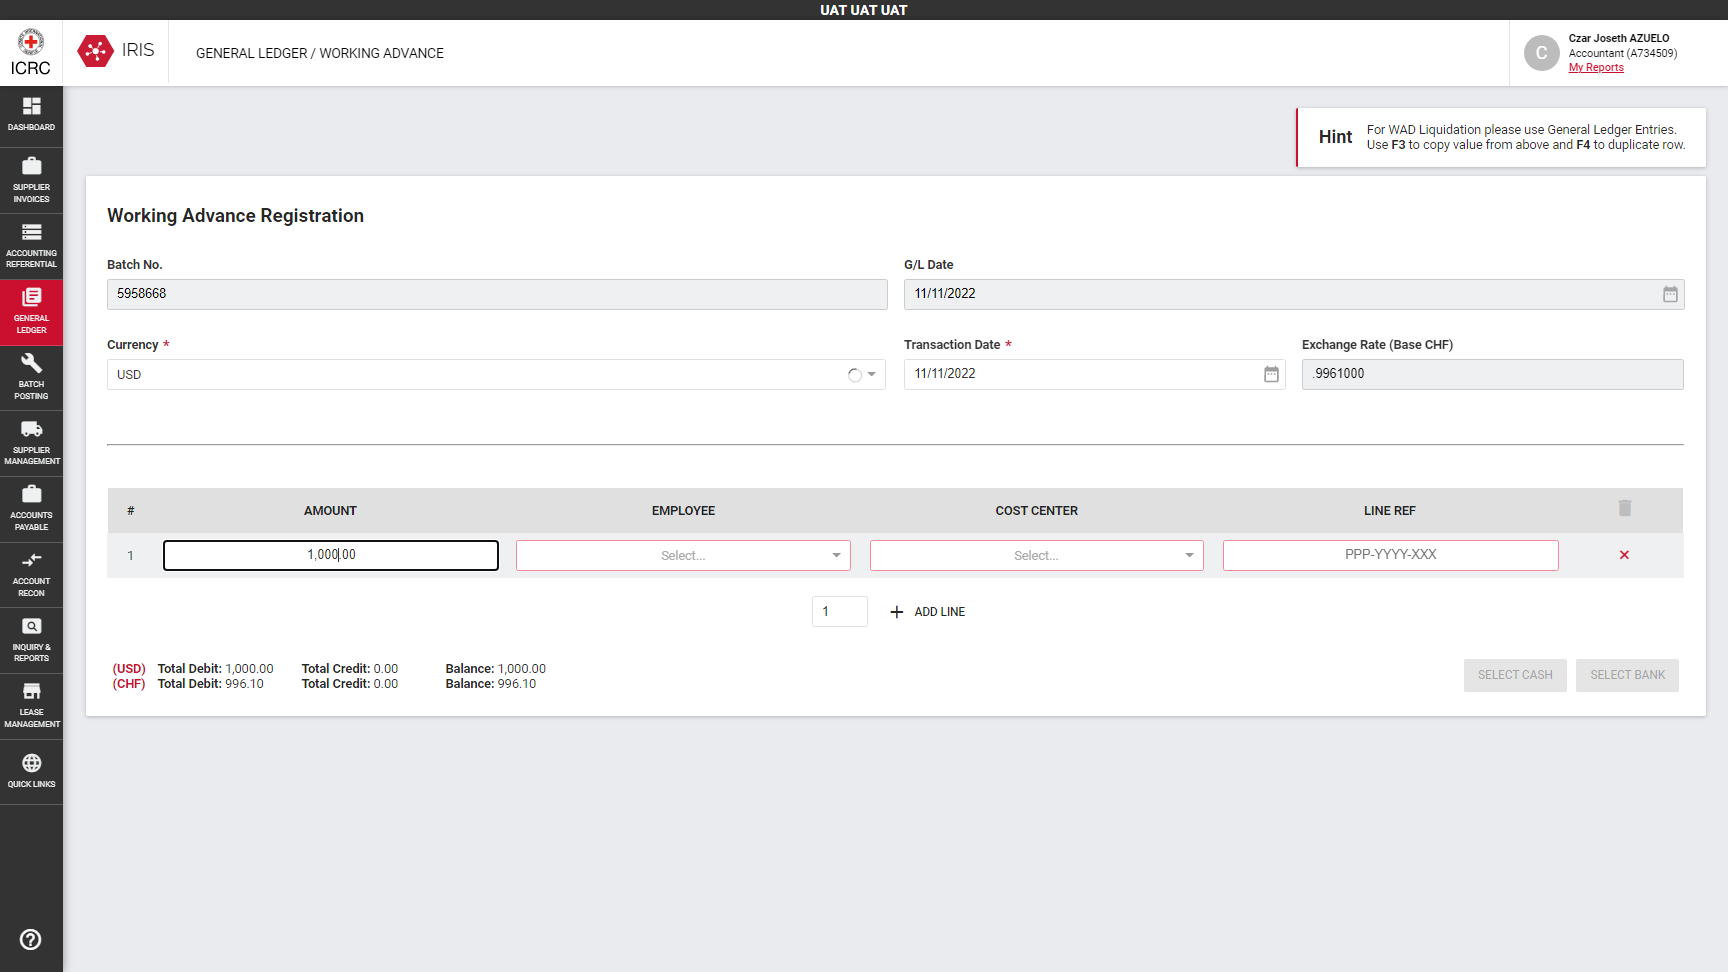 UAT UAT UAT
ICRC
IRIS
GENERAL LEDGER / WORKING ADVANCE
C
Czar Joseth AZUELO
Accountant (A734509)
My Reports
DASHBOARD
SUPPLIER
INVOICES
ACCOUNTING
REFERENTIAL
GENERAL
LEDGER
BATCH
POSTING
SUPPLIER
MANAGEMENT
ACCOUNTS
PAYABLE
ACCOUNT
RECON
INQUIRY &
REPORTS
LEASE
MANAGEMENT
QUICK LINKS
Hint
For WAD Liquidation please use General Ledger Entries.
Use F3 to copy value from above and F4 to duplicate row.
Working Advance Registration
Batch No.
G/L Date
5958668
11/11/2022
Currency *
Transaction Date *
Exchange Rate (Base CHF)
USD
11/11/2022
.9961000
# AMOUNT EMPLOYEE COST CENTER LINE REF
1 1,000.00 Select... Select... PPP-YYYY-XXX
1 ADD LINE
(USD) Total Debit: 1,000.00 Total Credit: 0.00 Balance: 1,000.00
(CHF) Total Debit: 996.10 Total Credit: 0.00 Balance: 996.10
SELECT CASH SELECT BANK